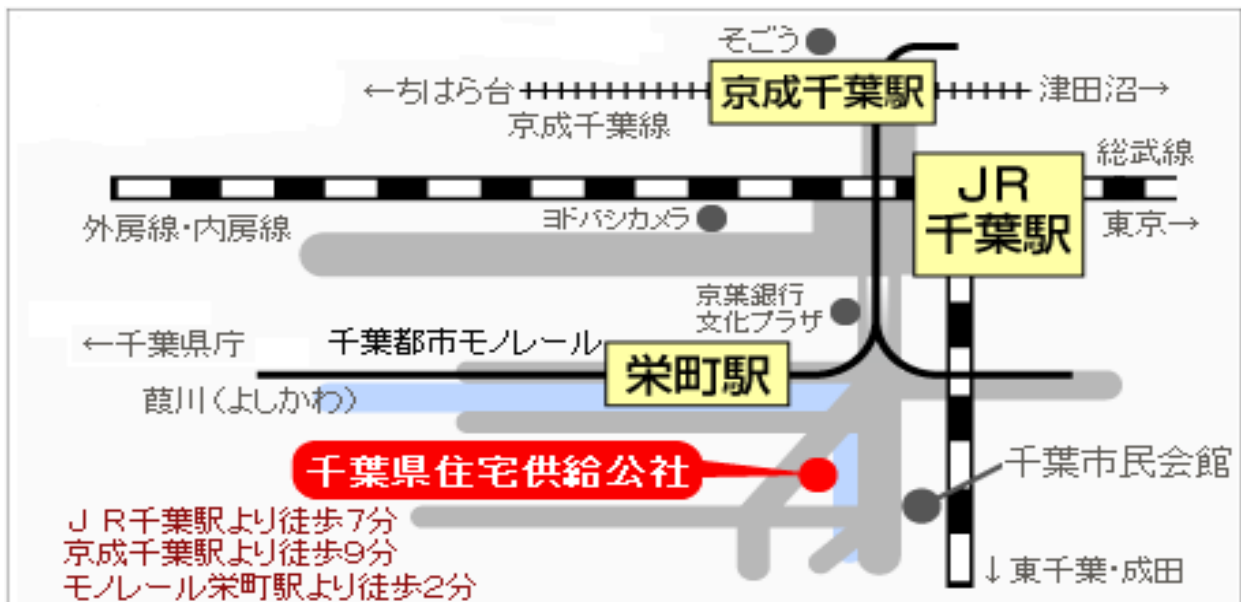 そごう
京成千葉駅
←ちはら台
津田沼→
京成千葉線
総武線
JR
千葉駅
外房線・内房線
ヨドバシカメラ
東京→
京葉銀行
文化プラザ
←千葉県庁
千葉都市モノレール
栄町駅
葭川(よしかわ)
千葉県住宅供給公社
千葉市民会館
JR千葉駅より徒歩7分
京成千葉駅より徒歩9分
モノレール栄町駅より徒歩2分
↓東千葉・成田